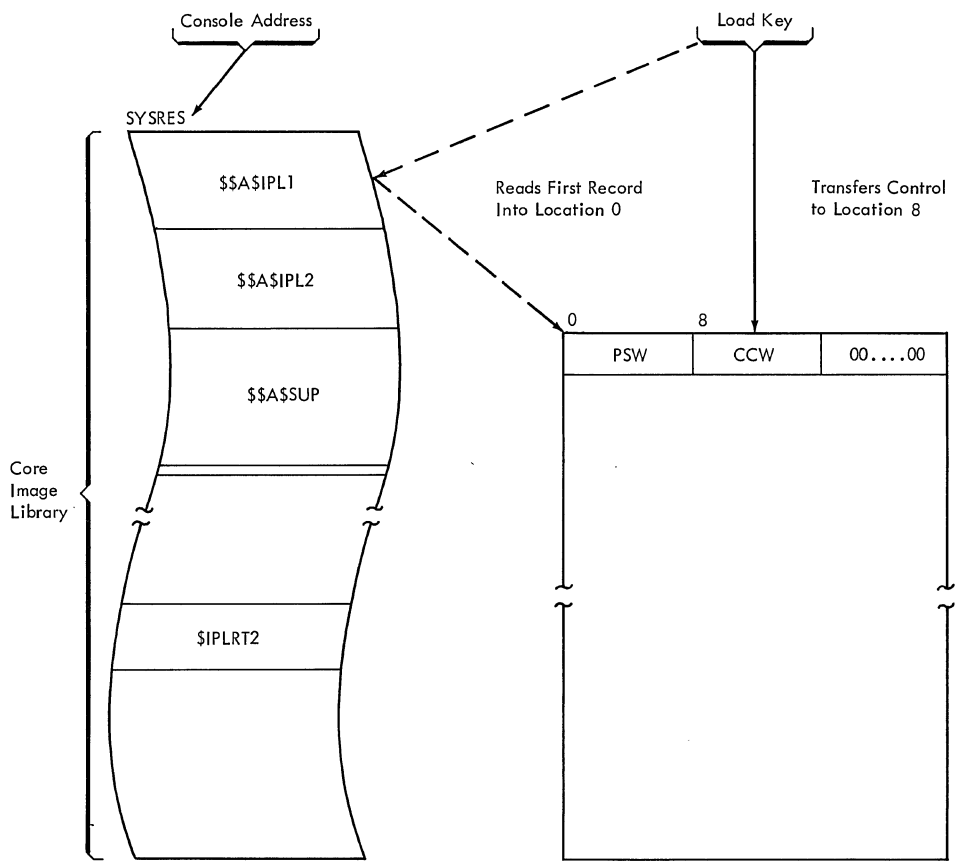 Console Address
Load Key
SYSRES
$$A$IPL1
Reads First Record
Into Location 0
Transfers Control
to Location 8
$$A$IPL2
0
8
PSW
CCW
00....00
$$A$SUP
Core
Image
Library
$IPLRT2